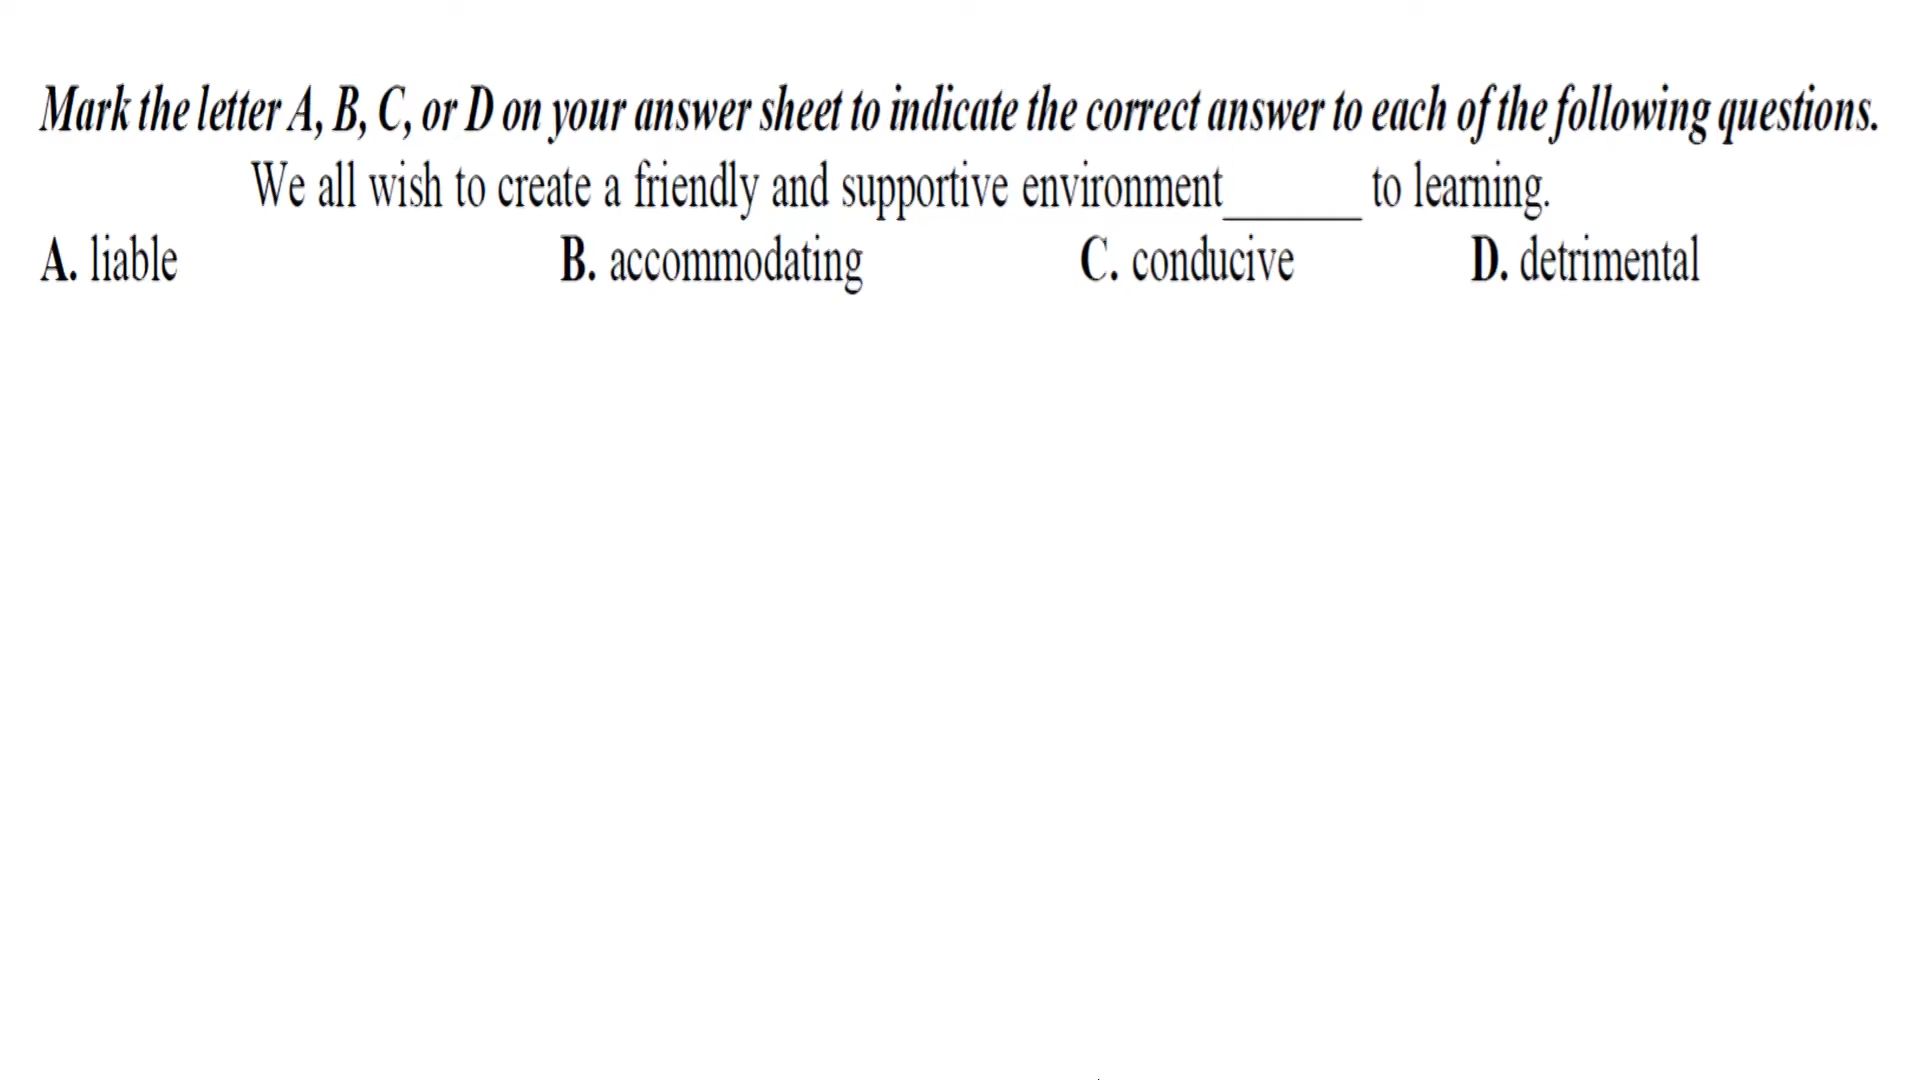 Mark the letter A, B, C, or D on your answer sheet to indicate the correct answer to each of the following questions.
We all wish to create a friendly and supportive environment______ to learning.
A. liable B. accommodating C. conducive D. detrimental